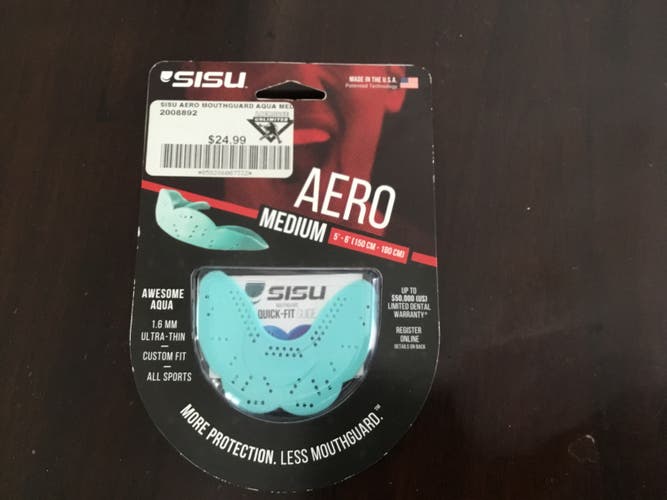 SISU
MADE IN THE U.S.A.
Patented Technology
SISU AERO MOUTHGUARD AQUA MED
2008892
UNLIMITED
$24.99
AERO
MEDIUM
5' - 6' (150 CM - 180 CM)
AWESOME
AQUA
1.6 MM
ULTRA-THIN
CUSTOM FIT
ALL SPORTS
SISU
MOUTHGUARDS
QUICK-FIT GUIDE
UP TO
$50,000 (US)
LIMITED DENTAL
WARRANTY*
REGISTER
ONLINE
DETAILS ON BACK
MORE PROTECTION. LESS MOUTHGUARD.™